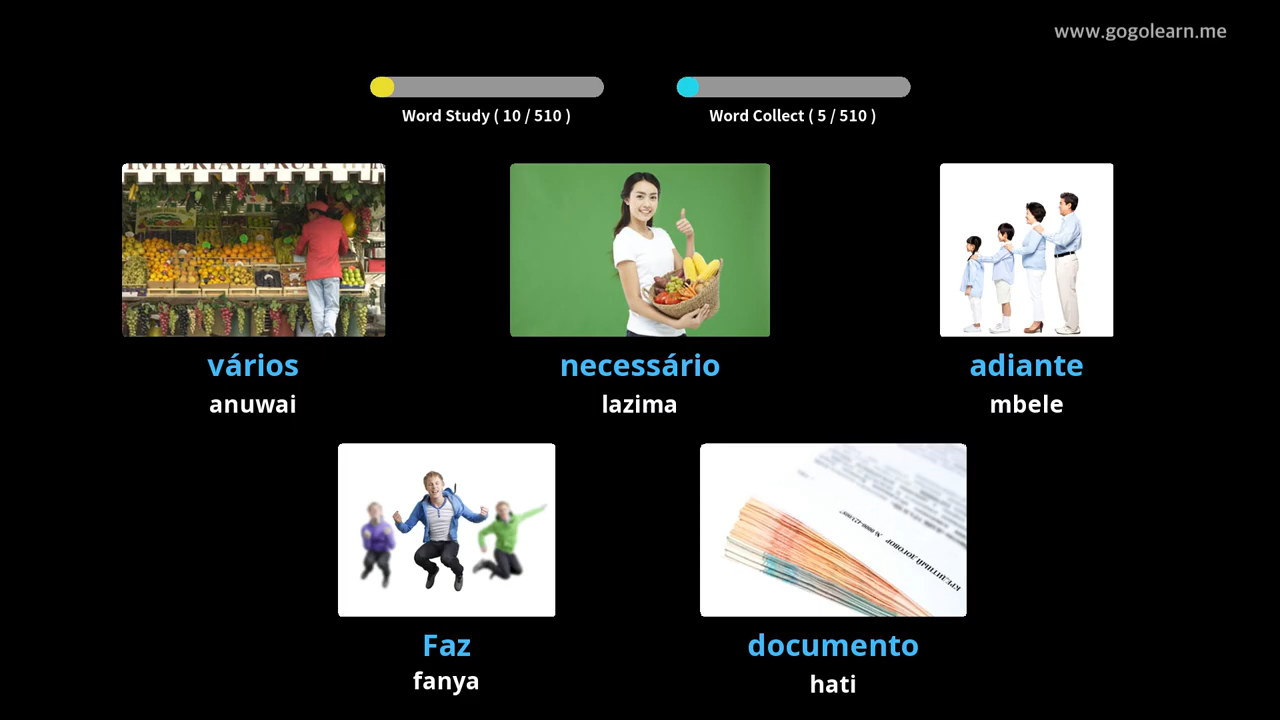 www.gogolearn.me
Word Study ( 10 / 510 )
Word Collect ( 5 / 510 )
vários
necessário
adiante
anuwai
lazima
mbele
Faz
documento
fanya
hati